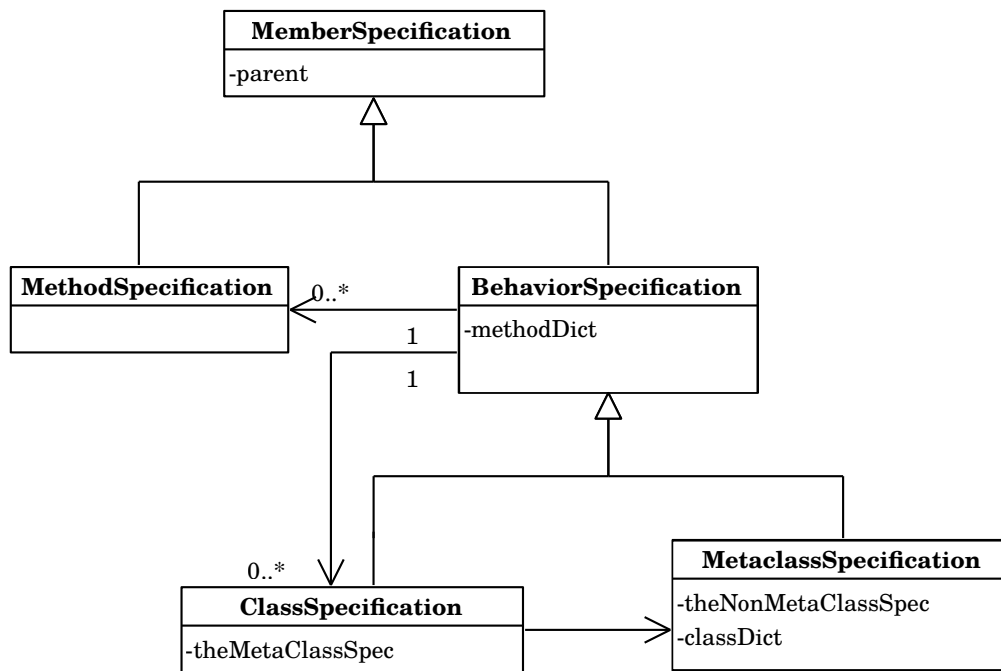 MemberSpecification
-parent
MethodSpecification
0..*
BehaviorSpecification
-methodDict
1
1
0..*
ClassSpecification
-theMetaClassSpec
MetaclassSpecification
-theNonMetaClassSpec
-classDict